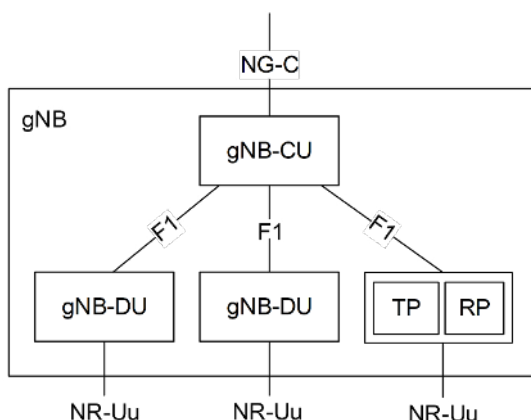 NG-C
gNB
gNB-CU
F1
F1
F1
gNB-DU
gNB-DU
TP
RP
NR-Uu
NR-Uu
NR-Uu